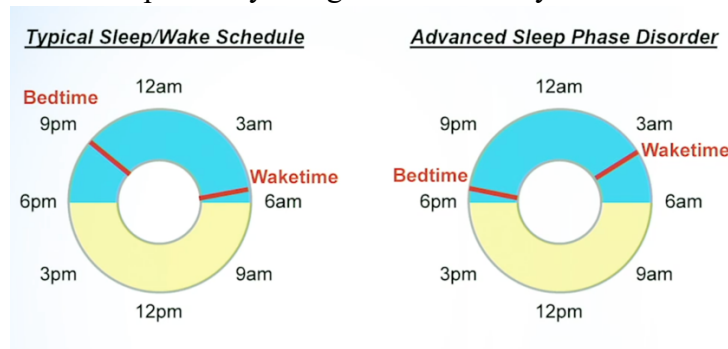 Typical Sleep/Wake Schedule
12am
Bedtime
9pm
3am
Waketime
6pm
6am
3pm
9am
12pm
Advanced Sleep Phase Disorder
12am
9pm
3am
Waketime
Bedtime
6pm
6am
3pm
9am
12pm